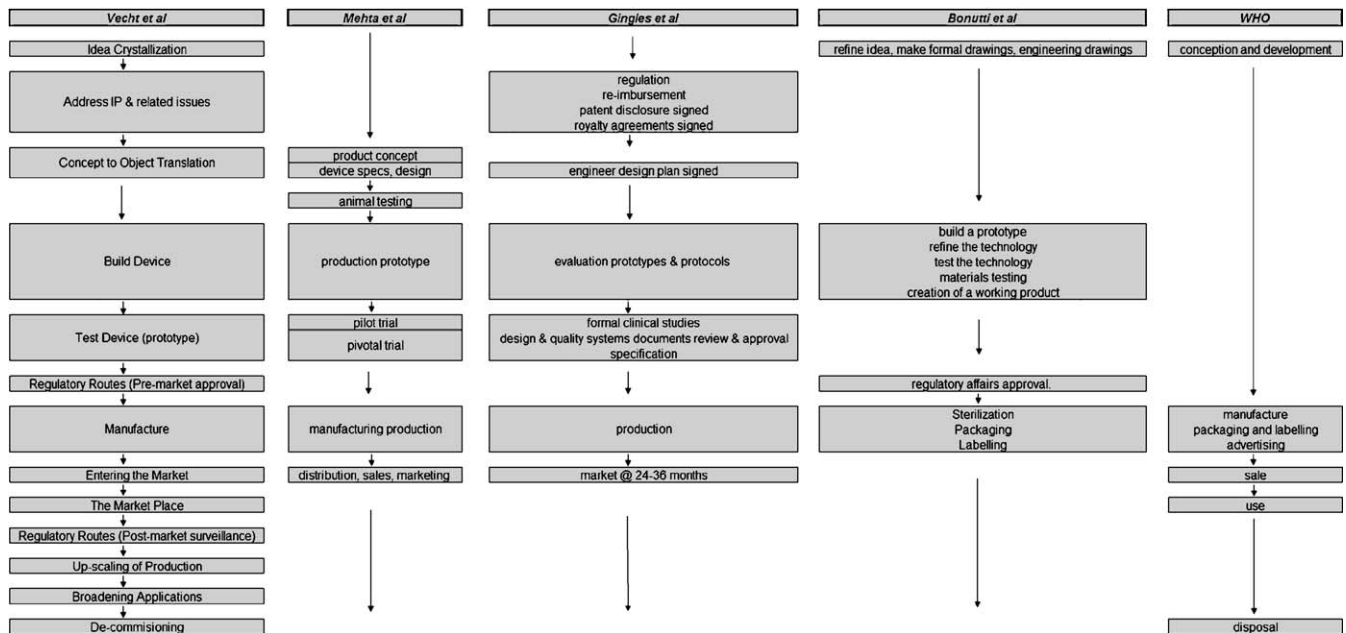 Vecht et al
Idea Crystallization
Address IP & related issues
Concept to Object Translation
Build Device
Test Device (prototype)
Regulatory Routes (Pre-market approval)
Manufacture
Entering the Market
The Market Place
Regulatory Routes (Post-market surveillance)
Up-scaling of Production
Broadening Applications
De-commisioning
Mehta et al
product concept
device specs, design
animal testing
production prototype
pilot trial
pivotal trial
manufacturing production
distribution, sales, marketing
Gingles et al
regulation
re-imbursement
patent disclosure signed
royalty agreements signed
engineer design plan signed
evaluation prototypes & protocols
formal clinical studies
design & quality systems documents review & approval
specification
production
market @ 24-36 months
Bonutti et al
refine idea, make formal drawings, engineering drawings
build a prototype
refine the technology
test the technology
materials testing
creation of a working product
regulatory affairs approval.
Sterilization
Packaging
Labelling
WHO
conception and development
manufacture
packaging and labelling
advertising
sale
use
disposal